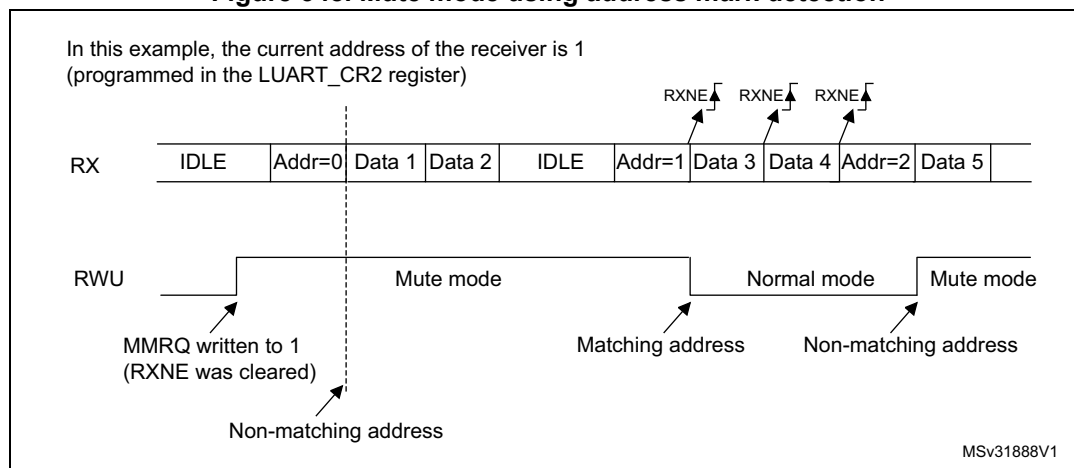 Figure Mute mode using address mark detection
In this example, the current address of the receiver is 1
(programmed in the LUART_CR2 register)
RXNE RXNE RXNE
RX IDLE Addr=0 Data 1 Data 2 IDLE Addr=1 Data 3 Data 4 Addr=2 Data 5
RWU Mute mode Normal mode Mute mode
MMRQ written to 1
(RXNE was cleared)
Matching address Non-matching address
Non-matching address
MSv31888V1